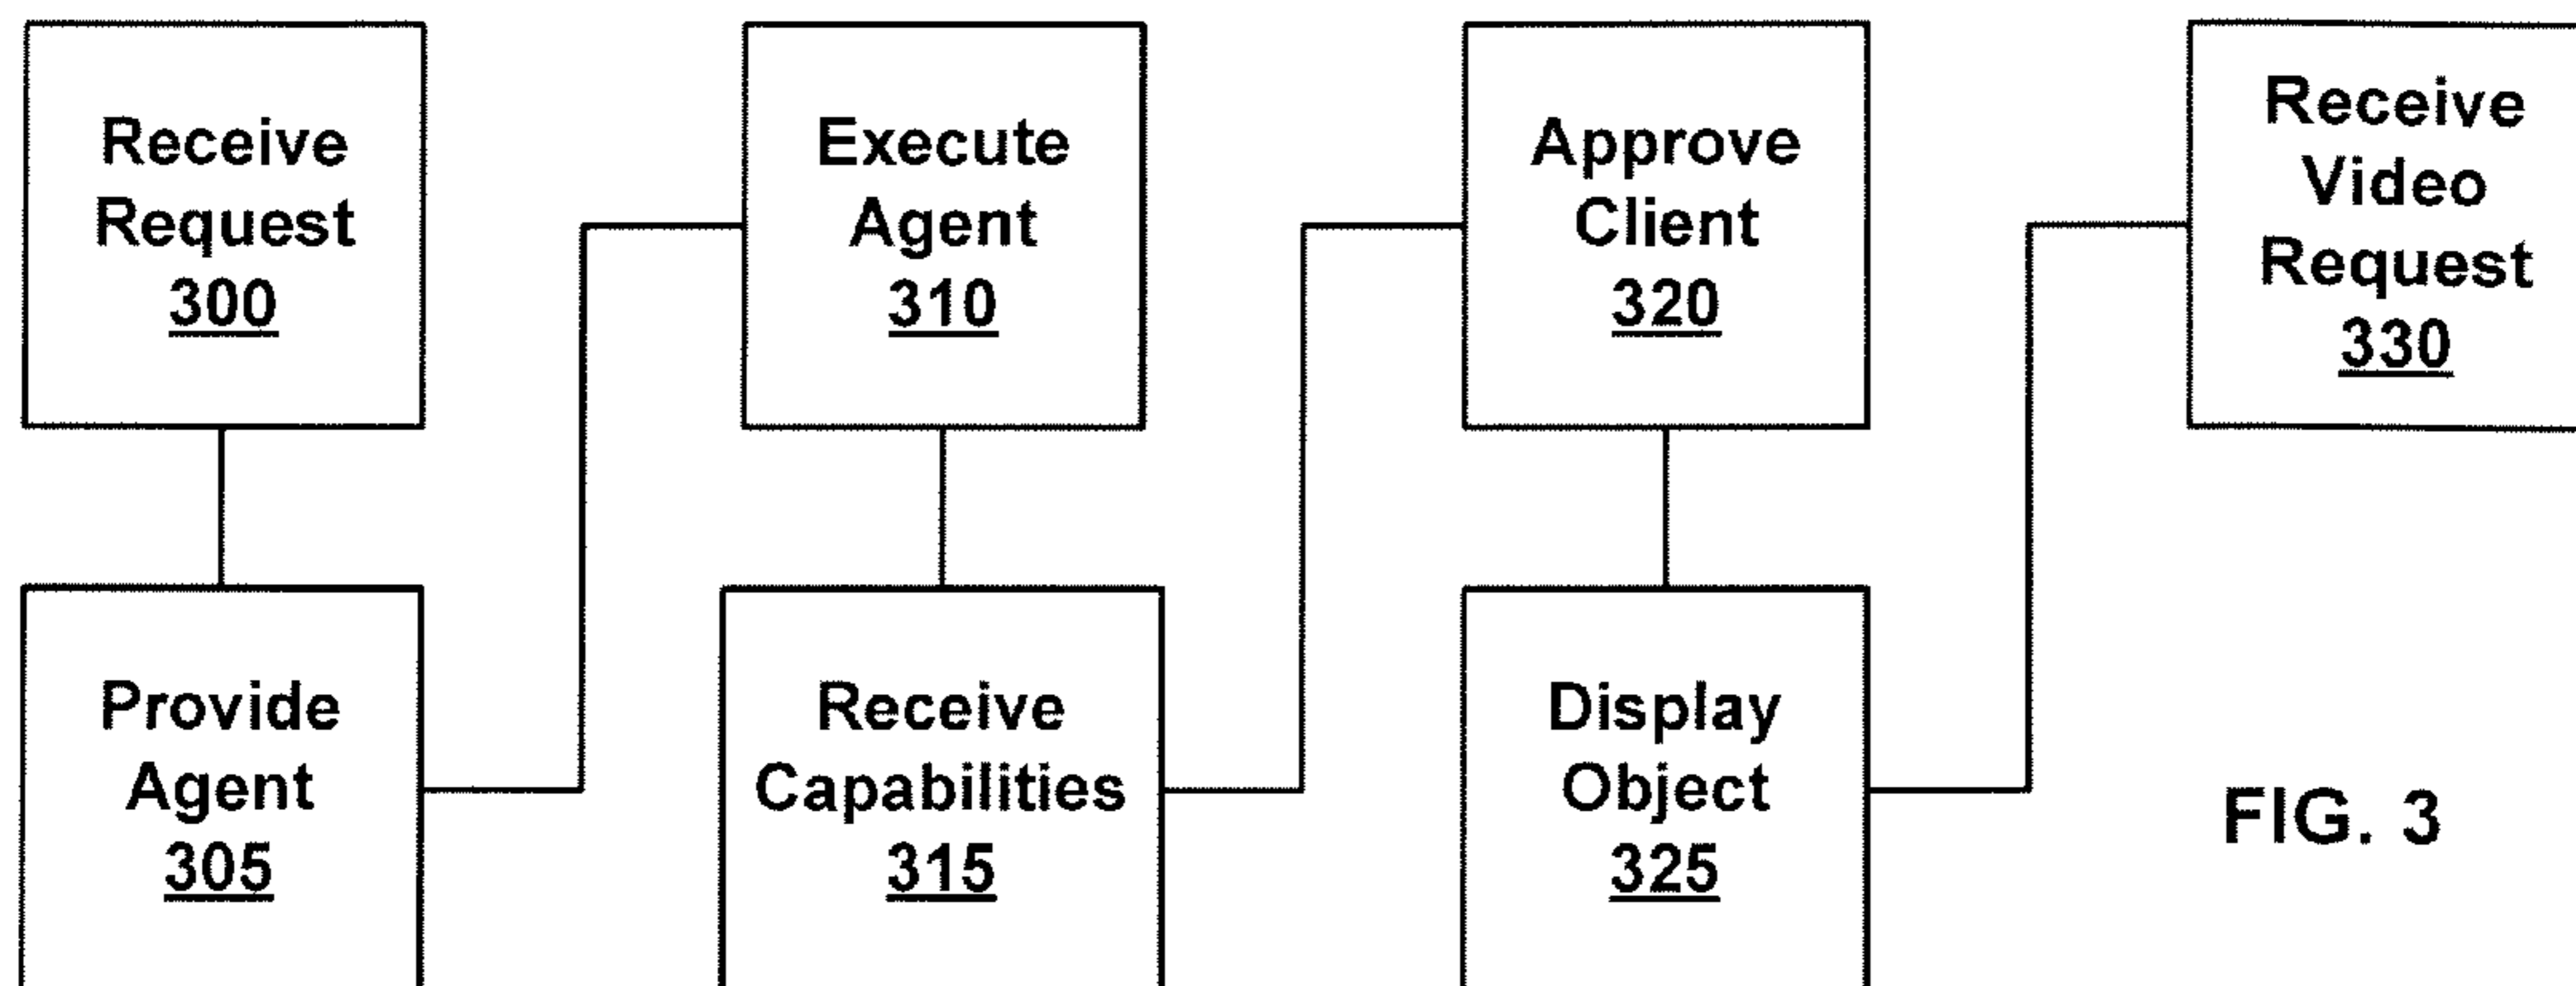 Receive
Request
300
Provide
Agent
305
Execute
Agent
310
Receive
Capabilities
315
Approve
Client
320
Display
Object
325
Receive
Video
Request
330
FIG. 3